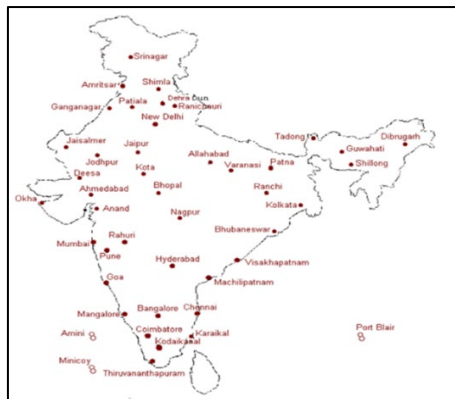 Srinagar
Amritsar
Shimla
Dehra Dun
Ganganagar
Patiala
Ranichauri
New Delhi
Tadong
Dibrugarh
Guwahati
Jaisalmer
Jaipur
Jodhpur
Allahabad
Patna
Shillong
Kota
Varanasi
Deesa
Okha
Ahmedabad
Bhopal
Ranchi
Anand
Kolkata
Nagpur
Bhubaneswar
Mumbai
Rahuri
Pune
Hyderabad
Visakhapatnam
Goa
Machilipatnam
Mangalore
Bangalore
Chennai
Amini
Coimbatore
Karaikal
Port Blair
Kodaikanal
Minicoy
Thiruvananthapuram